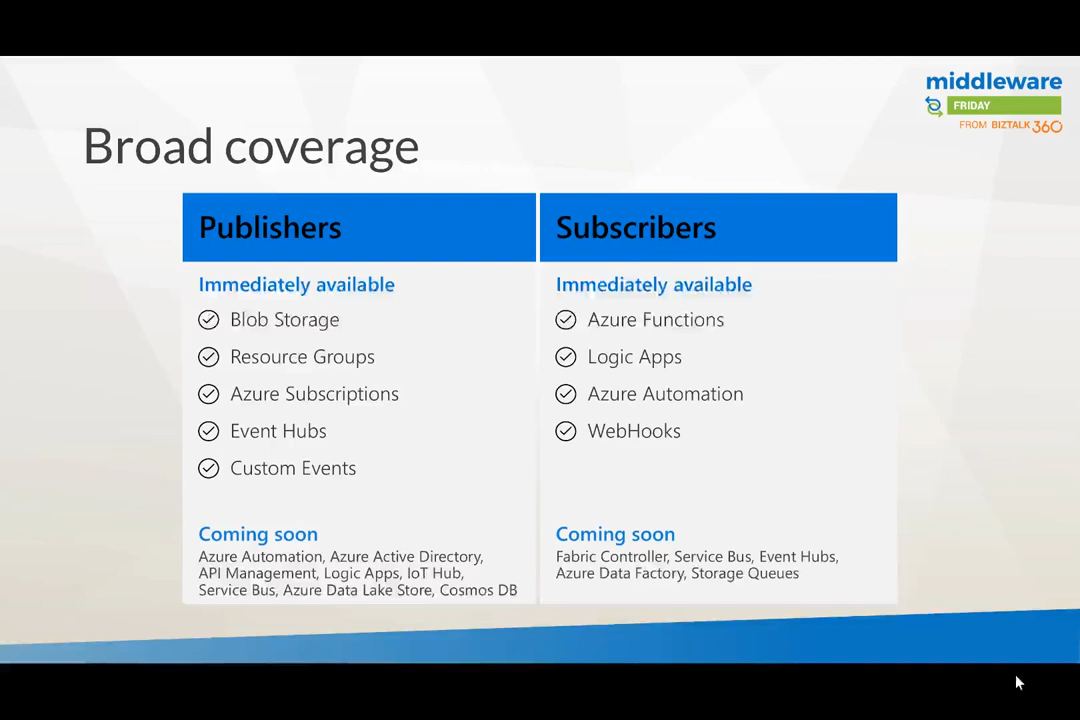 middleware
FRIDAY
FROM BIZTALK 360
Broad coverage
Publishers
Immediately available
Blob Storage
Resource Groups
Azure Subscriptions
Event Hubs
Custom Events
Coming soon
Azure Automation, Azure Active Directory,
API Management, Logic Apps, IoT Hub,
Service Bus, Azure Data Lake Store, Cosmos DB
Subscribers
Immediately available
Azure Functions
Logic Apps
Azure Automation
WebHooks
Coming soon
Fabric Controller, Service Bus, Event Hubs,
Azure Data Factory, Storage Queues